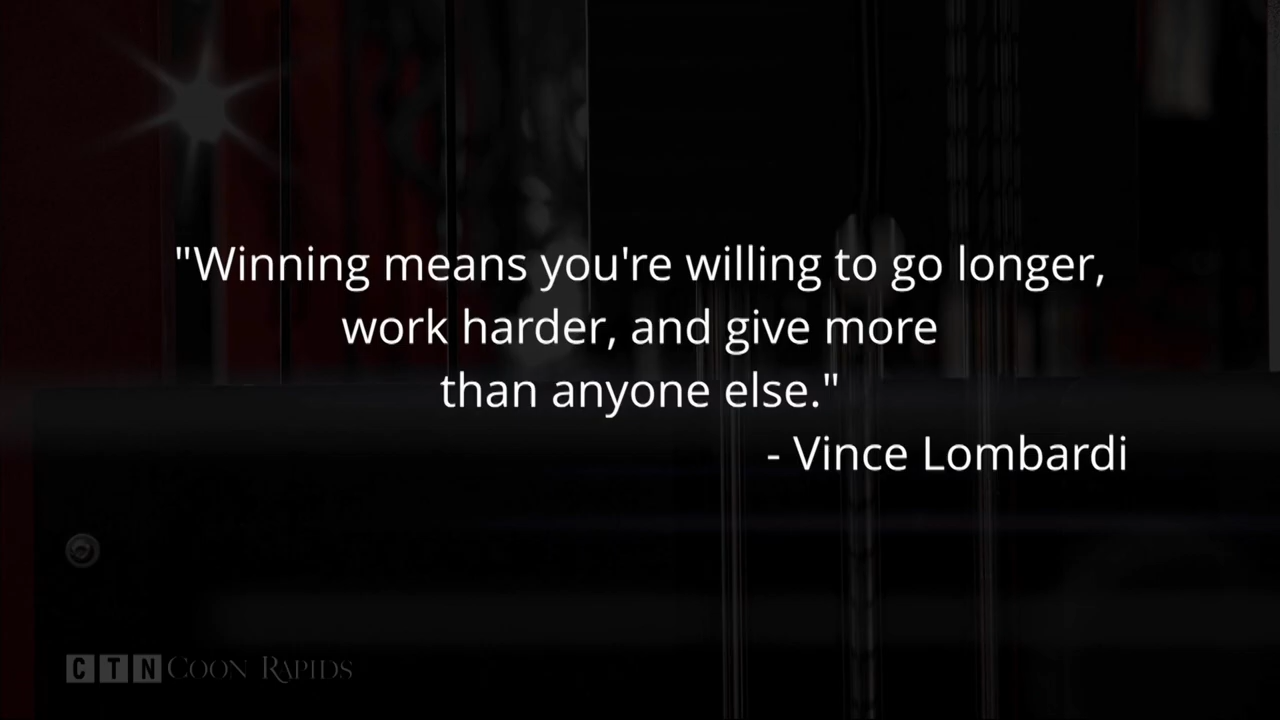 "Winning means you're willing to go longer,
work harder, and give more
than anyone else."
- Vince Lombardi
CTN COON RAPIDS